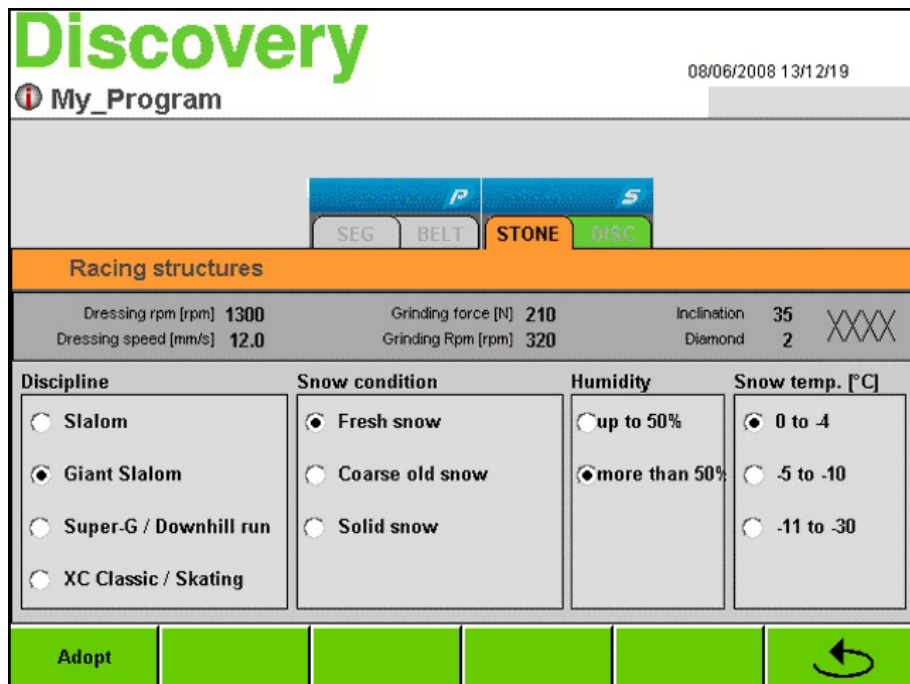 Discovery
08/06/2008 13/12/19
My_Program
P S
SEG BELT STONE DISC
Racing structures
Dressing rpm [rpm] 1300 Grinding force [N] 210 Inclination 35
Dressing speed [mm/s] 12.0 Grinding Rpm [rpm] 320 Diamond 2
Discipline Snow condition Humidity Snow temp. [°C]
Slalom Fresh snow up to 50% 0 to -4
Giant Slalom Coarse old snow more than 50% -5 to -10
Super-G / Downhill run Solid snow -11 to -30
XC Classic / Skating
Adopt